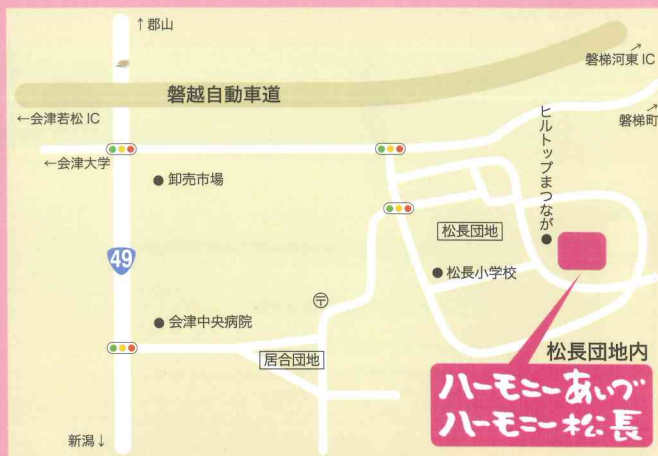 ↑郡山
磐梯河東 IC
→
磐越自動車道
←会津若松 IC
磐梯町
→
←会津大学
卸売市場
ヒルトップまつなが
松長団地
49
松長小学校
〒
会津中央病院
居合団地
松長団地内
ハーモニーあいづ
ハーモニー松長
新潟↓